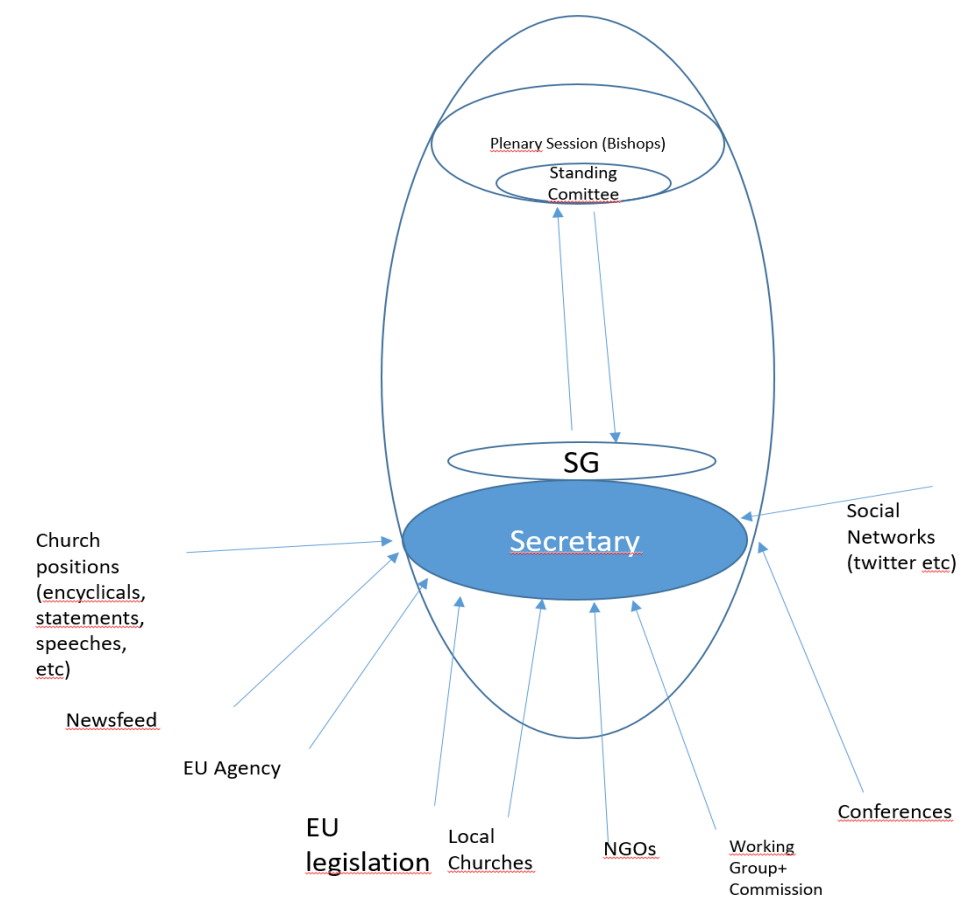 Plenary Session (Bishops)
Standing
Comittee
SG
Secretary
Social
Networks
(twitter etc)
Church
positions
(encyclicals,
statements,
speeches,
etc)
Newsfeed
EU Agency
EU
legislation
Local
Churches
NGOs
Working
Group+
Commission
Conferences